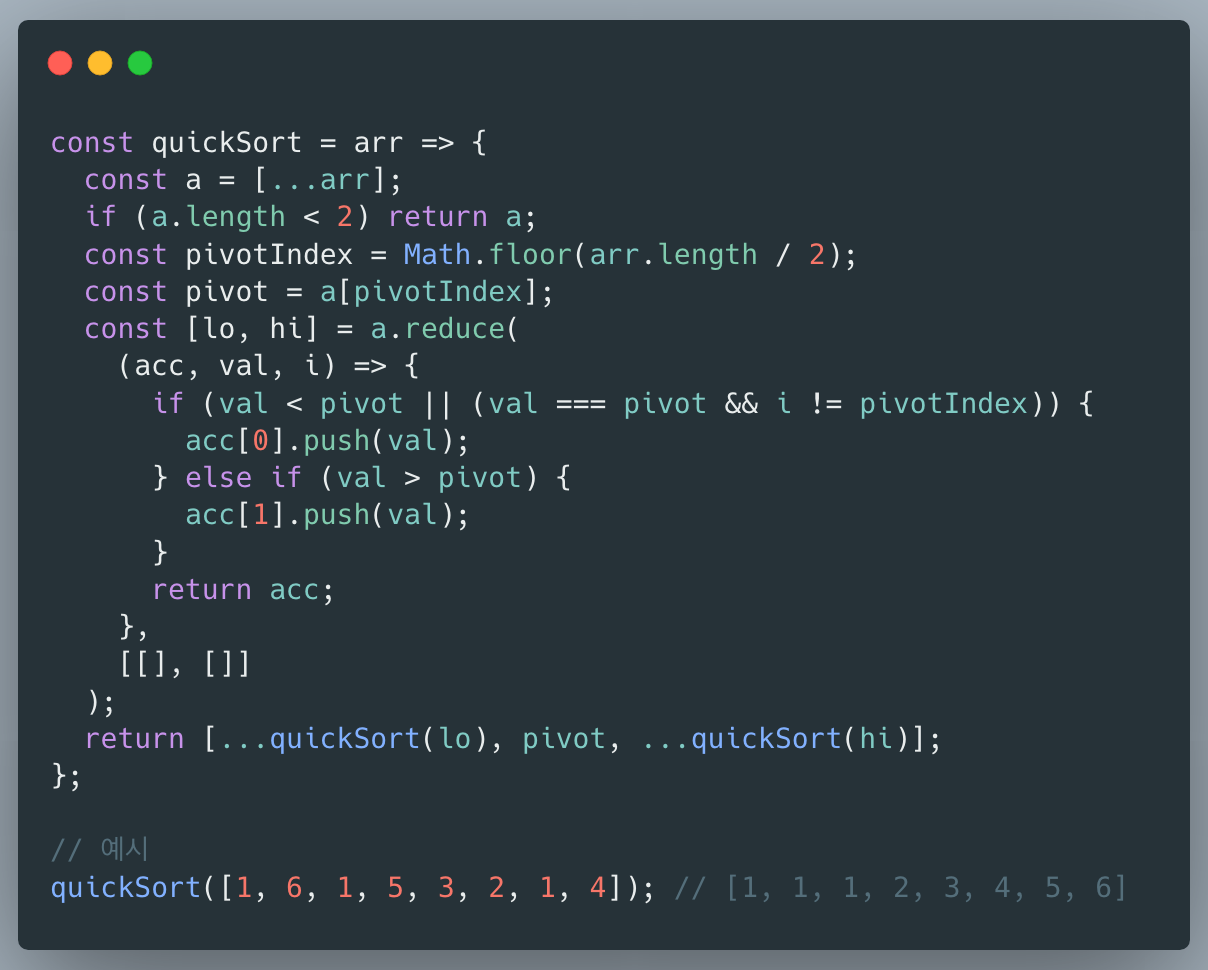 const quickSort = arr => {
  const a = [...arr];
  if (a.length < 2) return a;
  const pivotIndex = Math.floor(arr.length / 2);
  const pivot = a[pivotIndex];
  const [lo, hi] = a.reduce(
    (acc, val, i) => {
      if (val < pivot || (val === pivot && i != pivotIndex)) {
        acc[0].push(val);
      } else if (val > pivot) {
        acc[1].push(val);
      }
      return acc;
    },
    [[], []]
  );
  return [...quickSort(lo), pivot, ...quickSort(hi)];
};

// 예시
quickSort([1, 6, 1, 5, 3, 2, 1, 4]); // [1, 1, 1, 2, 3, 4, 5, 6]